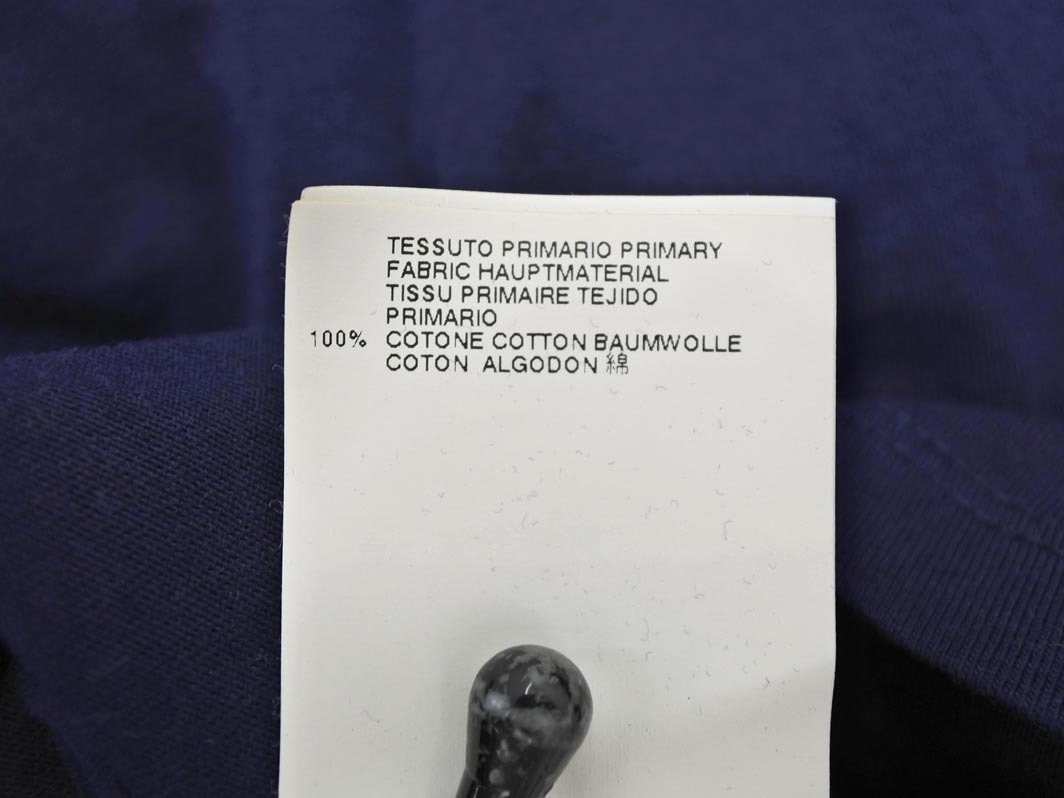 TESSUTO PRIMARIO PRIMARY
FABRIC HAUPTMATERIAL
TISSU PRIMAIRE TEJIDO
PRIMARIO
100% COTONE COTTON BAUMWOLLE
COTON ALGODON 綿